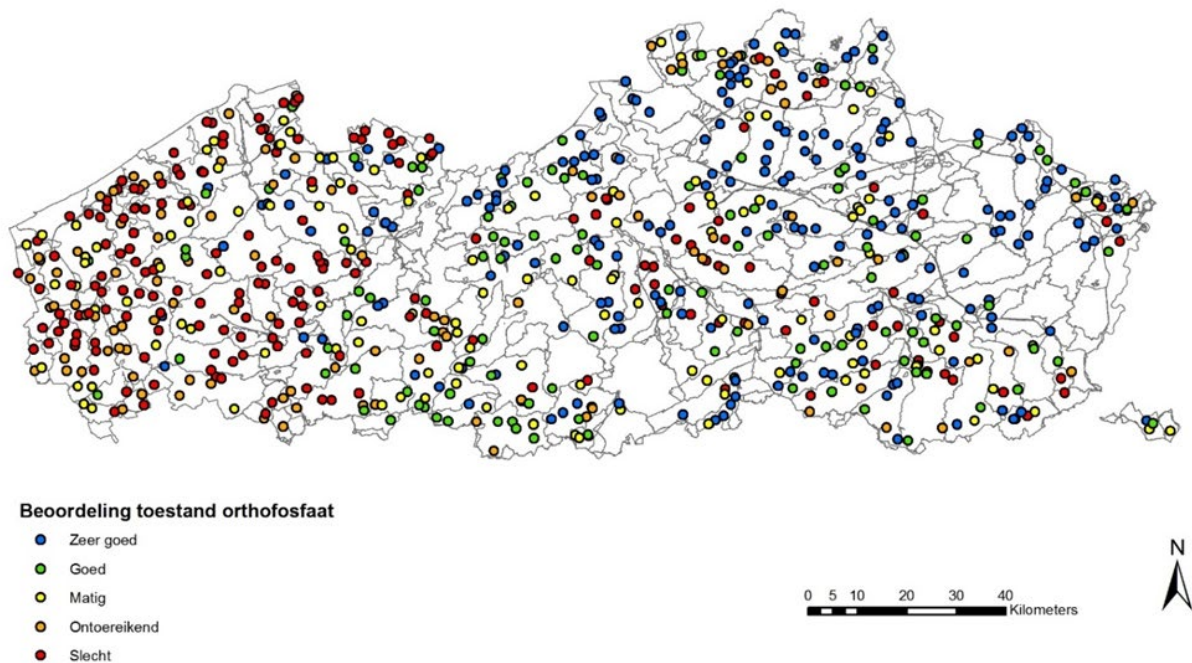 Beoordeling toestand orthofosfaat
Zeer goed
Goed
Matig
Ontoereikend
Slecht
0 5 10 20 30 40
Kilometers
N